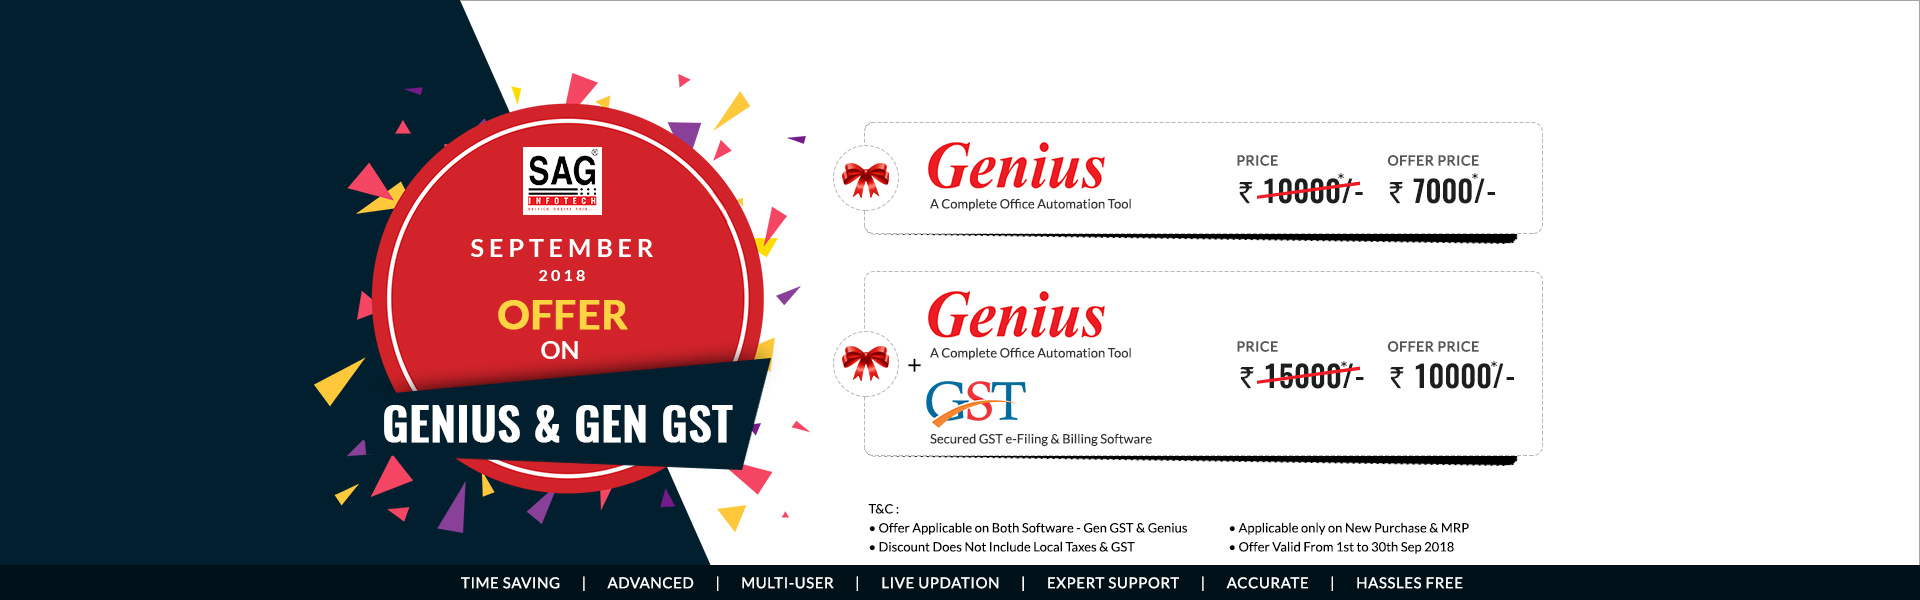 SAG
INFOTECH
SEPTEMBER
2018
OFFER
ON
GENIUS & GEN GST
Genius
A Complete Office Automation Tool
PRICE
₹ 10000*/-
OFFER PRICE
₹ 7000*/-
+
Genius
A Complete Office Automation Tool
GST
Secured GST e-Filing & Billing Software
PRICE
₹ 15000*/-
OFFER PRICE
₹ 10000*/-
T&C :
• Offer Applicable on Both Software - Gen GST & Genius
• Discount Does Not Include Local Taxes & GST
• Applicable only on New Purchase & MRP
• Offer Valid From 1st to 30th Sep 2018
TIME SAVING | ADVANCED | MULTI-USER | LIVE UPDATION | EXPERT SUPPORT | ACCURATE | HASSLES FREE